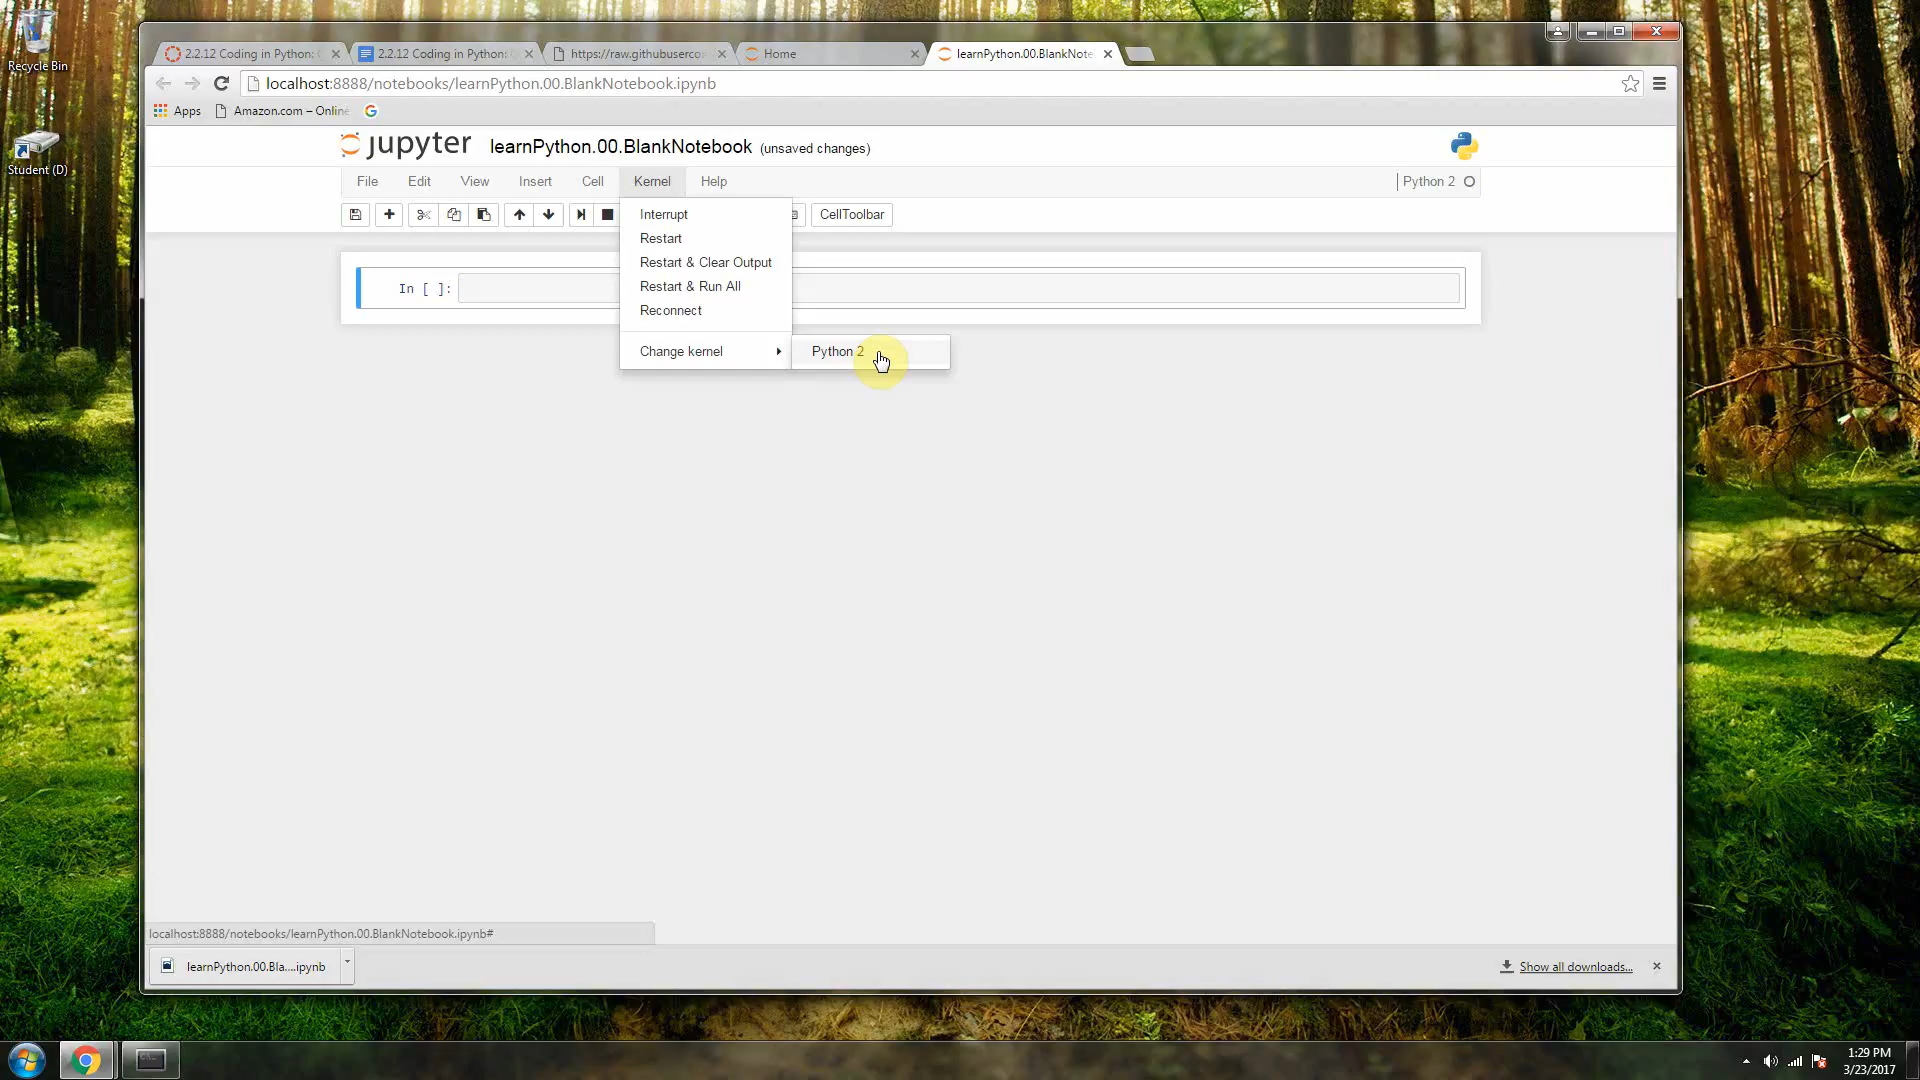 Recycle Bin
Student (D)
2.2.12 Coding in Python:
2.2.12 Coding in Python:
https://raw.githubuserco
Home
learnPython.00.BlankNote
localhost:8888/notebooks/learnPython.00.BlankNotebook.ipynb
Apps
Amazon.com – Online
jupyter
learnPython.00.BlankNotebook (unsaved changes)
File
Edit
View
Insert
Cell
Kernel
Help
Python 2
CellToolbar
Interrupt
Restart
Restart & Clear Output
Restart & Run All
Reconnect
Change kernel
Python 2
In [ ]:
localhost:8888/notebooks/learnPython.00.BlankNotebook.ipynb#
learnPython.00.Bla....ipynb
Show all downloads...
1:29 PM
3/23/2017